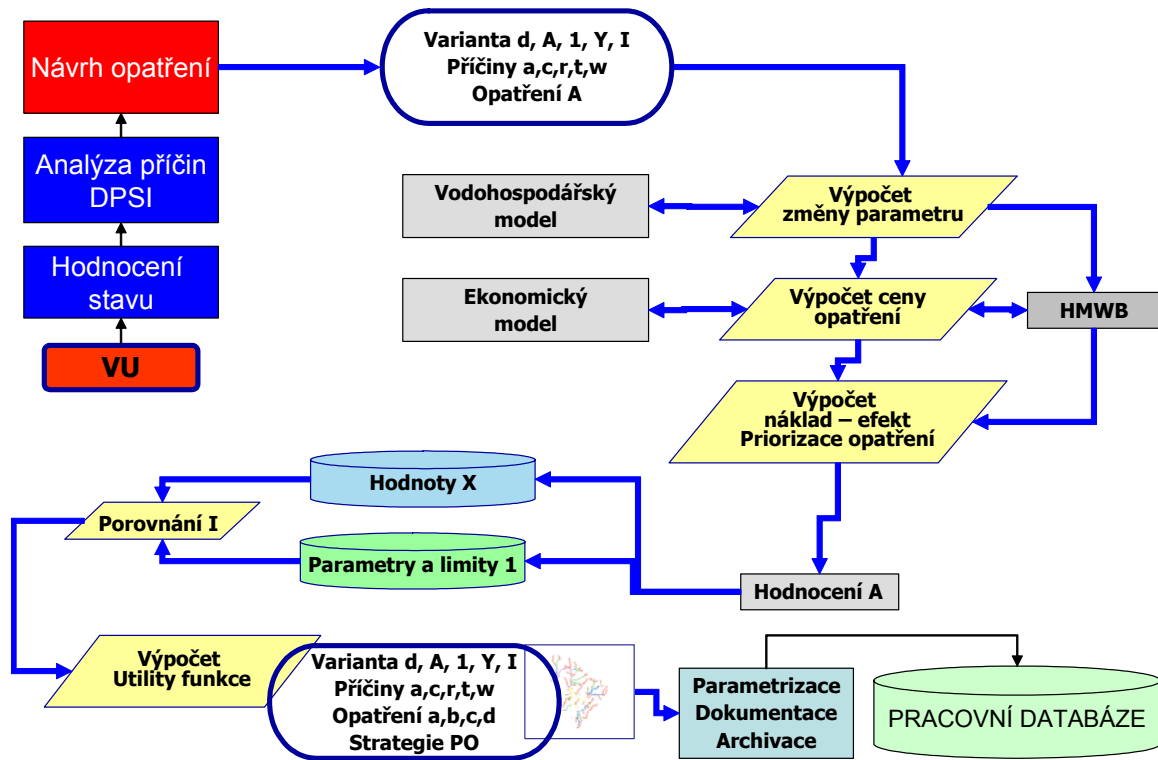 Návrh opatření
Varianta d, A, 1, Y, I
Příčiny a,c,r,t,w
Opatření A
Analýza příčin
DPSI
Hodnocení
stavu
VU
Vodohospodářský
model
Výpočet
změny parametru
Ekonomický
model
Výpočet ceny
opatření
HMWB
Výpočet
náklad – efekt
Priorizace opatření
Hodnoty X
Porovnání I
Parametry a limity 1
Hodnocení A
Výpočet
Utility funkce
Varianta d, A, 1, Y, I
Příčiny a,c,r,t,w
Opatření a,b,c,d
Strategie PO
Parametrizace
Dokumentace
Archivace
PRACOVNÍ DATABÁZE